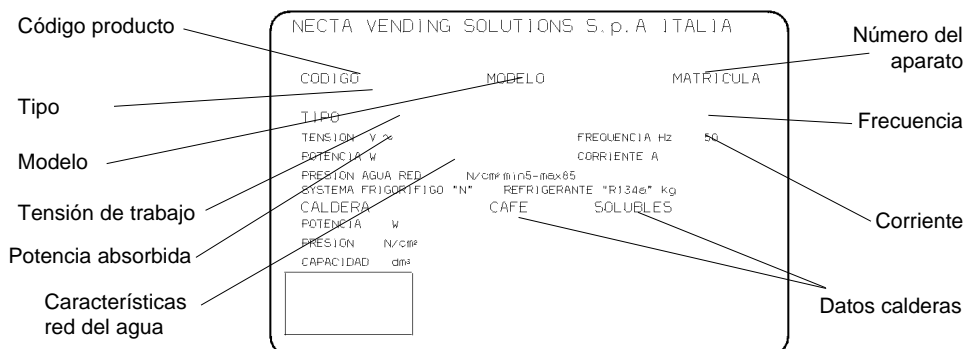 Código producto
Tipo
Modelo
Tensión de trabajo
Potencia absorbida
Características
red del agua
NECTA VENDING SOLUTIONS S.p.A ITALIA
CODIGO MODELO MATRICULA
TIPO
TENSION V ~ FREQUENCIA Hz 50
POTENCIA W CORRIENTE A
PRESION AGUA RED N/cm² min5-max85
SYSTEMA FRIGORIFIGO "N" REFRIGERANTE "R134a" Kg
CALDERA CAFE SOLUBLES
POTENCIA W
PRESION N/cm²
CAPACIDAD dm³
Número del
aparato
Frecuencia
Corriente
Datos calderas